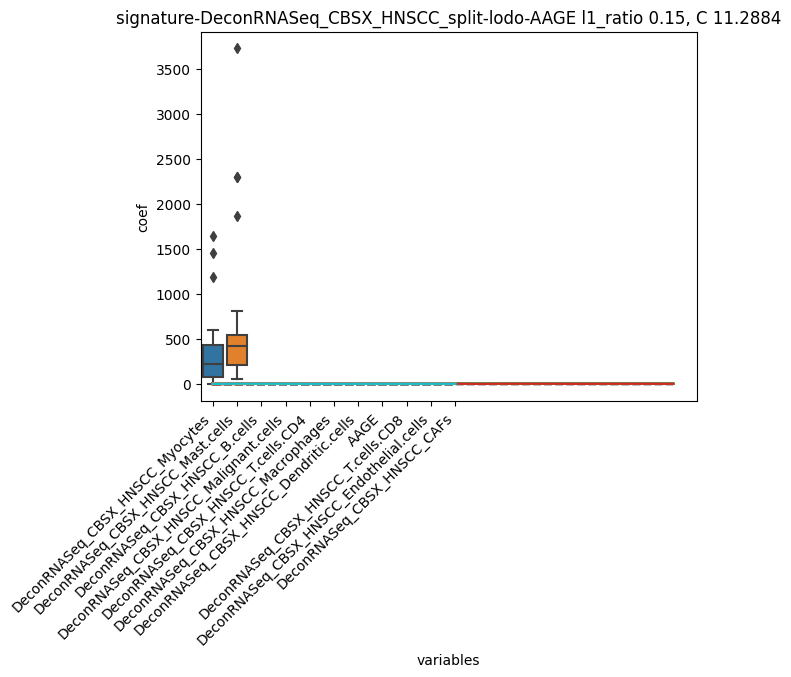 signature-DeconRNASeq_CBSX_HNSCC_split-lodo-AAGE l1_ratio 0.15, C 11.2884
3500
3000
2500
2000
1500
1000
500
0
coef
DeconRNASeq_CBSX_HNSCC_Myocytes
DeconRNASeq_CBSX_HNSCC_Mast.cells
DeconRNASeq_CBSX_HNSCC_B.cells
DeconRNASeq_CBSX_HNSCC_Malignant.cells
DeconRNASeq_CBSX_HNSCC_T.cells.CD4
DeconRNASeq_CBSX_HNSCC_Macrophages
DeconRNASeq_CBSX_HNSCC_Dendritic.cells
AAGE
DeconRNASeq_CBSX_HNSCC_T.cells.CD8
DeconRNASeq_CBSX_HNSCC_Endothelial.cells
DeconRNASeq_CBSX_HNSCC_CAFs
variables